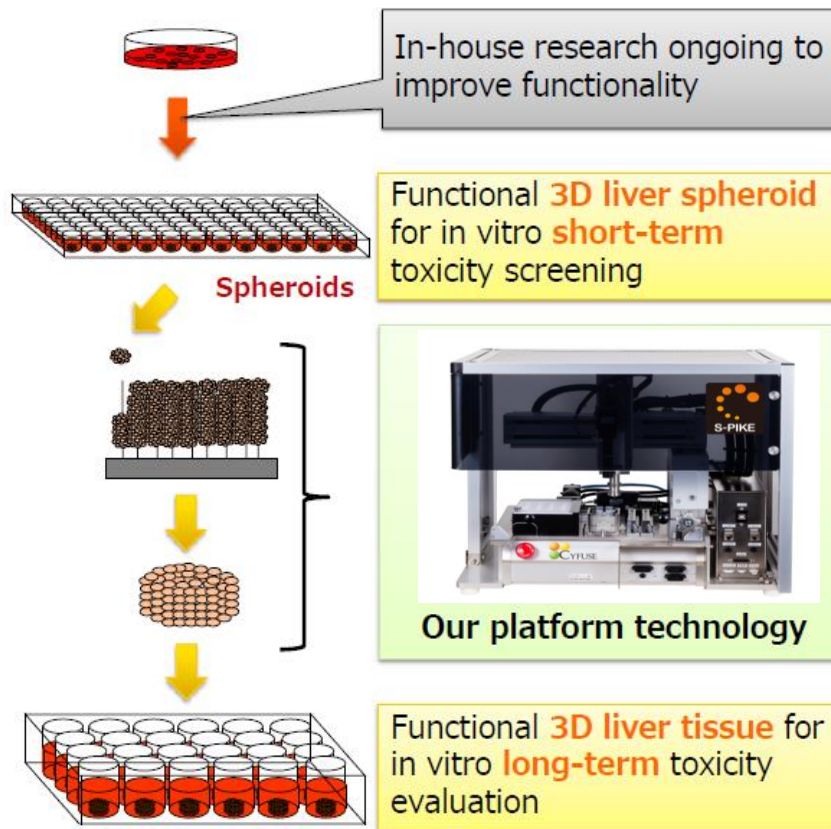 In-house research ongoing to
improve functionality
Functional 3D liver spheroid
for in vitro short-term
toxicity screening
Spheroids
S-PIKE
CYFUSE
Our platform technology
Functional 3D liver tissue for
in vitro long-term toxicity
evaluation